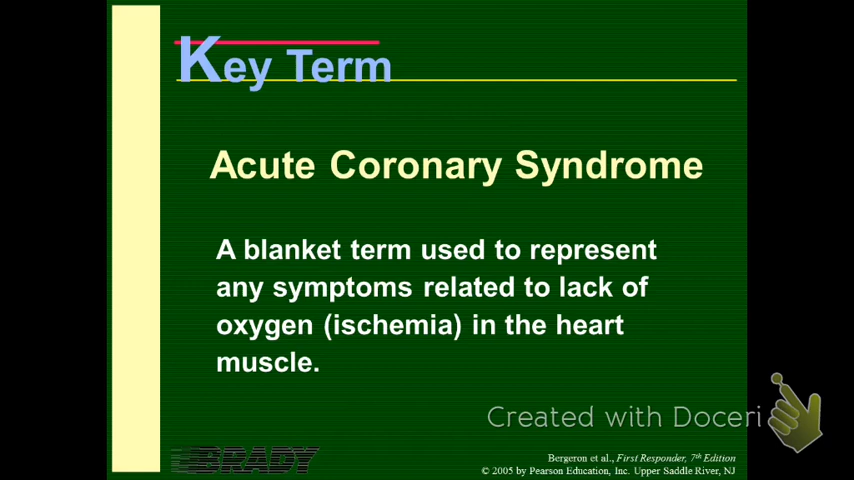 Key Term
Acute Coronary Syndrome
A blanket term used to represent
any symptoms related to lack of
oxygen (ischemia) in the heart
muscle.
Created with Doceri
BRADY
Bergeron et al., First Responder, 7th Edition
© 2005 by Pearson Education, Inc. Upper Saddle River, NJ